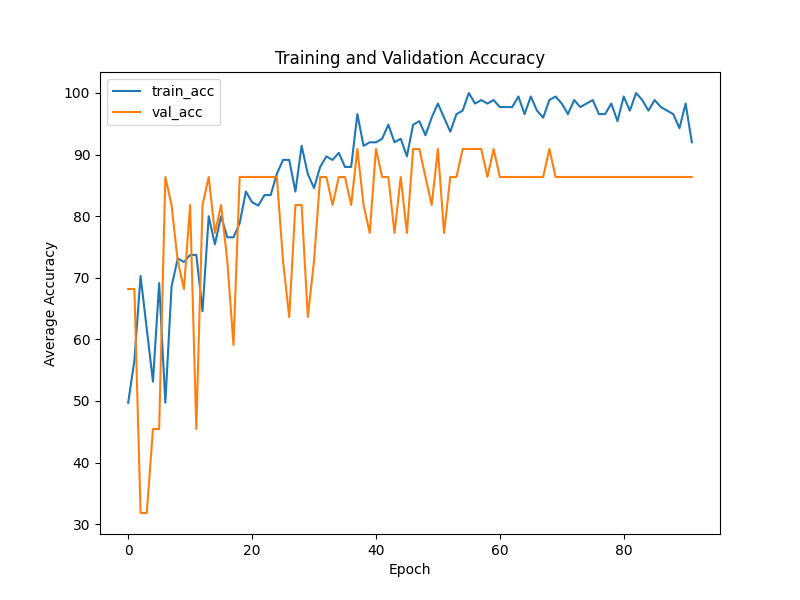 Training and Validation Accuracy
train_acc
val_acc
100
90
80
70
60
50
40
30
Average Accuracy
0 20 40 60 80
Epoch